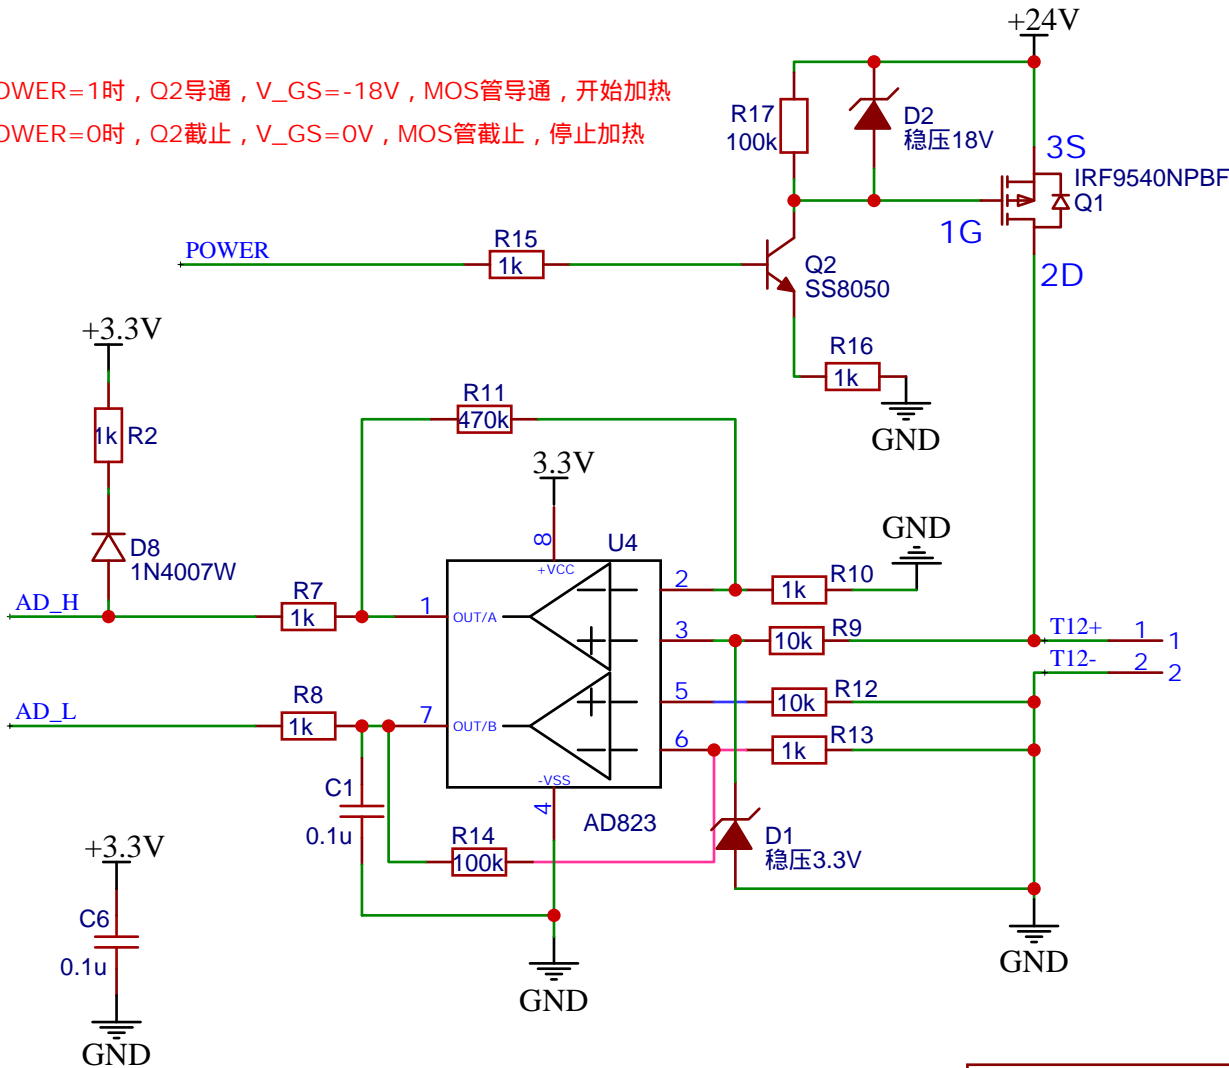 +24V
OWER=1时，Q2导通，V_GS=-18V，MOS管导通，开始加热
OWER=0时，Q2截止，V_GS=0V，MOS管截止，停止加热
R17
100k
D2
稳压18V
3S
IRF9540NPBF
Q1
1G
2D
POWER
R15
1k
Q2
SS8050
+3.3V
R16
1k
GND
R11
470k
1k R2
3.3V
GND
D8
1N4007W
8
U4
+VCC
AD_H
R7
1k
1
OUT/A
2
R10
1k
3
R9
10k
T12+
1
1
T12-
2
2
AD_L
R8
1k
7
OUT/B
5
R12
10k
6
R13
1k
-VSS
4
C1
0.1u
AD823
R14
100k
D1
稳压3.3V
+3.3V
C6
0.1u
GND
GND
GND